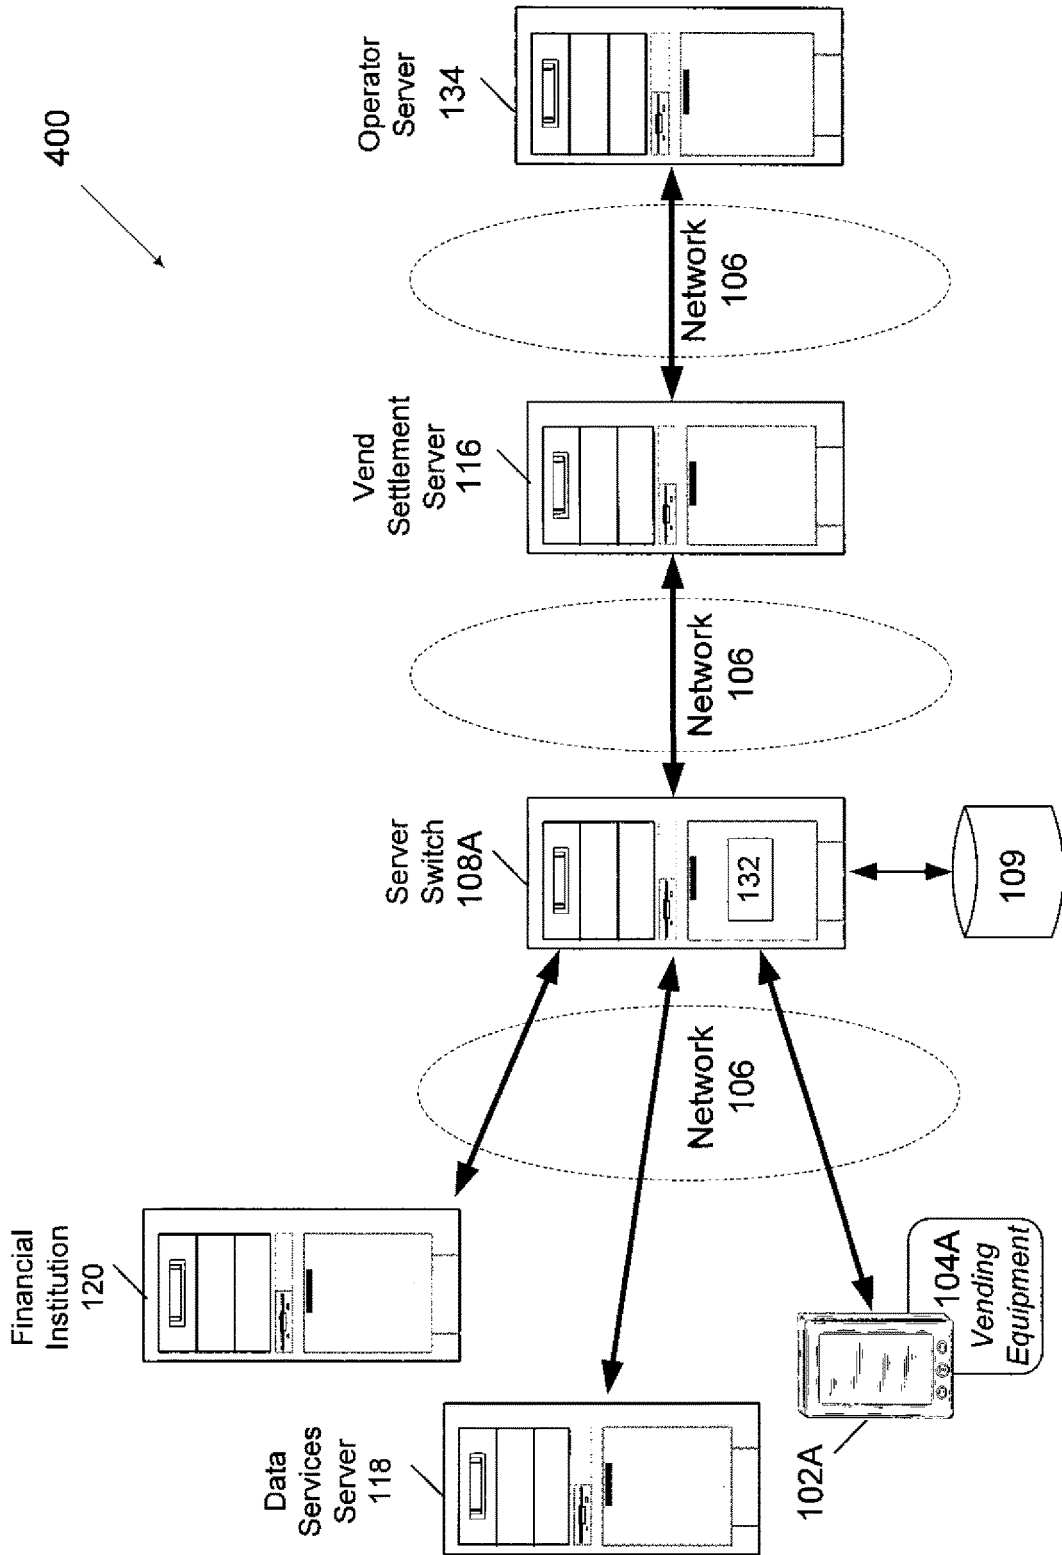 400
Operator
Server
134
Network
106
Vend
Settlement
Server
116
Network
106
Server
Switch
108A
132
109
Network
106
Financial
Institution
120
Data
Services
Server
118
104A
Vending
Equipment
102A